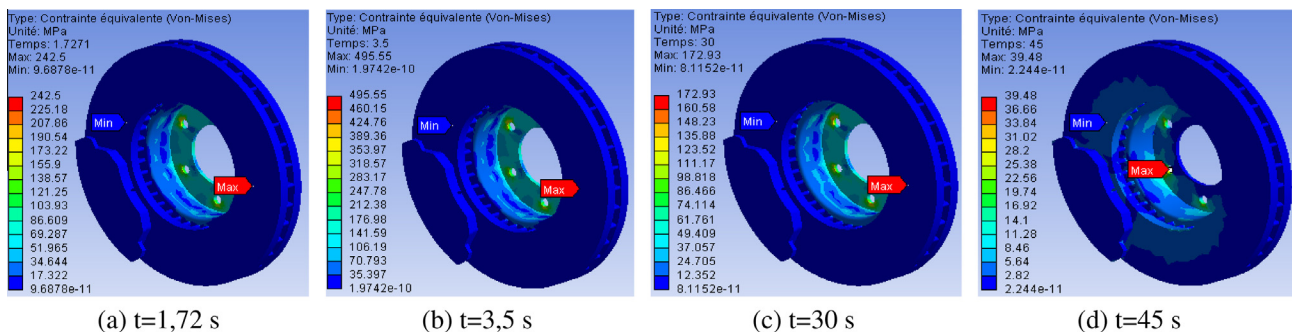 Type: Contrainte équivalente (Von-Mises)
Unité: MPa
Temps: 1.7271
Max: 242.5
Min: 9.6878e-11
242.5
225.18
207.86
190.54
173.22
155.9
138.57
121.25
103.93
86.609
69.287
51.965
34.644
17.322
9.6878e-11
Min
Max
(a) t=1,72 s
Type: Contrainte équivalente (Von-Mises)
Unité: MPa
Temps: 3.5
Max: 495.55
Min: 1.9742e-10
495.55
460.15
424.76
389.36
353.97
318.57
283.17
247.78
212.38
176.98
141.59
106.19
70.793
35.397
1.9742e-10
Min
Max
(b) t=3,5 s
Type: Contrainte équivalente (Von-Mises)
Unité: MPa
Temps: 30
Max: 172.93
Min: 8.1152e-11
172.93
160.58
148.23
135.88
123.52
111.17
98.818
86.466
74.114
61.761
49.409
37.057
24.705
12.352
8.1152e-11
Min
Max
(c) t=30 s
Type: Contrainte équivalente (Von-Mises)
Unité: MPa
Temps: 45
Max: 39.48
Min: 2.244e-11
39.48
36.66
33.84
31.02
28.2
25.38
22.56
19.74
16.92
14.1
11.28
8.46
5.64
2.82
2.244e-11
Min
Max
(d) t=45 s